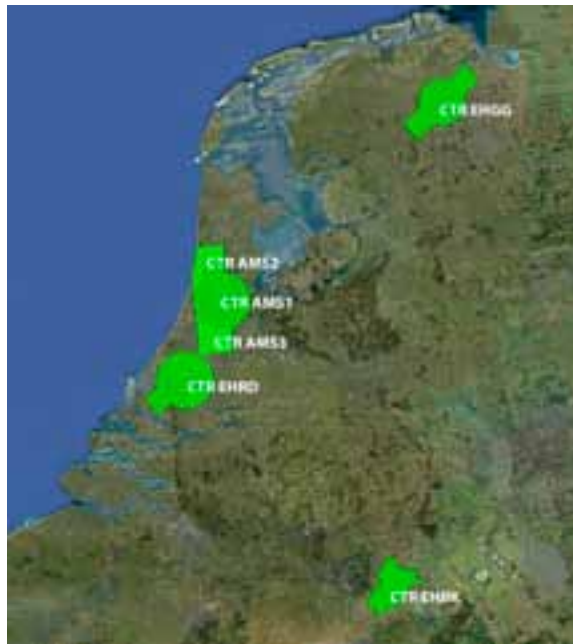 CTR EHGG
CTR AMS2
CTR AMS1
CTR AMS3
CTR EHRD
CTR EHBK